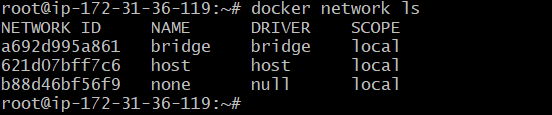 root@ip-172-31-36-119:~# docker network ls
NETWORK ID     NAME      DRIVER    SCOPE
a692d995a861   bridge    bridge    local
621d07bff7c6   host      host      local
b88d46bf56f9   none      null      local
root@ip-172-31-36-119:~#